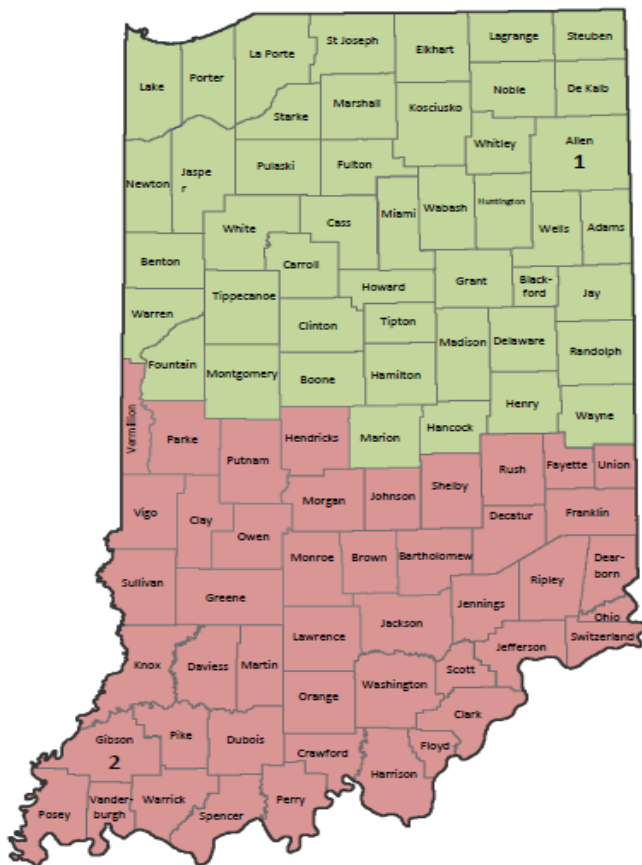 St Joseph
Lagrange
Steuben
La Porte
Elkhart
Porter
Lake
Noble
De Kalb
Marshall
Kosciusko
Starke
Whitley
Allen
1
Pulaski
Fulton
Newton
Jaspe
r
Miami
Wabash
Huntington
Cass
White
Wells
Adams
Benton
Carroll
Grant
Black-
ford
Jay
Howard
Tippecanoe
Warren
Clinton
Tipton
Madison
Delaware
Randolph
Fountain
Montgomery
Boone
Hamilton
Henry
Wayne
Hancock
Marion
Vermillion
Parke
Hendricks
Putnam
Rush
Fayette
Union
Shelby
Morgan
Johnson
Vigo
Clay
Owen
Decatur
Franklin
Monroe
Brown
Bartholomew
Dear-
born
Sullivan
Ripley
Greene
Jennings
Jackson
Ohio
Lawrence
Jefferson
Switzerland
Knox
Daviess
Martin
Scott
Washington
Orange
Clark
Gibson
2
Pike
Dubois
Floyd
Crawford
Harrison
Posey
Vander-
burgh
Warrick
Spencer
Perry